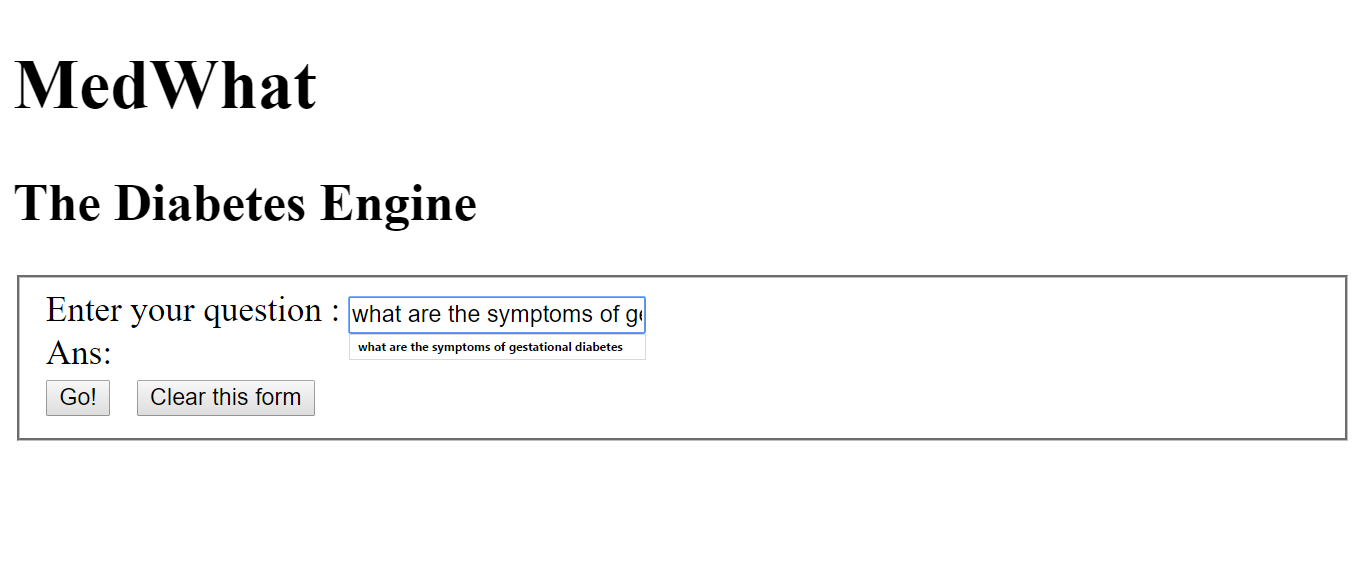 MedWhat
The Diabetes Engine
Enter your question : what are the symptoms of
what are the symptoms of gestational diabetes
Ans:
Go! Clear this form